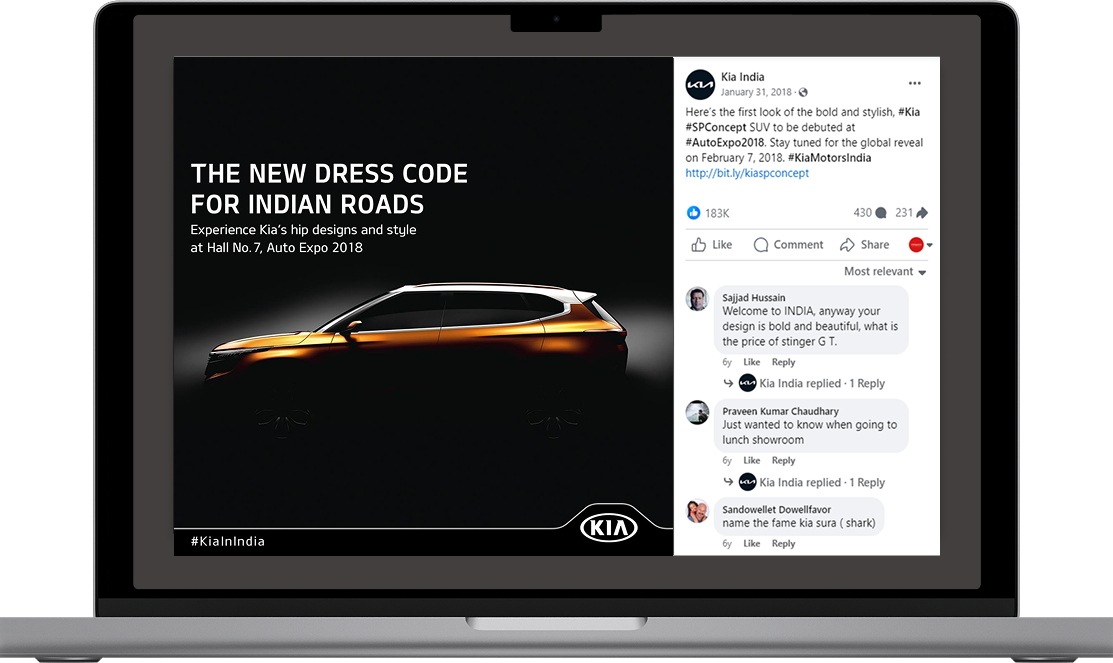 THE NEW DRESS CODE
FOR INDIAN ROADS
Experience Kia's hip designs and style
at Hall No.7, Auto Expo 2018
#KiaInIndia
KIA
Kia India
January 31, 2018 ·
Here's the first look of the bold and stylish, #Kia
#SPConcept SUV to be debuted at
#AutoExpo2018. Stay tuned for the global reveal
on February 7, 2018. #KiaMotorsIndia
http://bit.ly/kiaspconcept
183K
430 231
Like Comment Share
Most relevant
Sajjad Hussain
Welcome to INDIA, anyway your
design is bold and beautiful, what is
the price of stinger G T.
6y Like Reply
Kia India replied · 1 Reply
Praveen Kumar Chaudhary
Just wanted to know when going to
lunch showroom
6y Like Reply
Kia India replied · 1 Reply
Sandowellet Dowellfavor
name the fame kia sura ( shark)
6y Like Reply